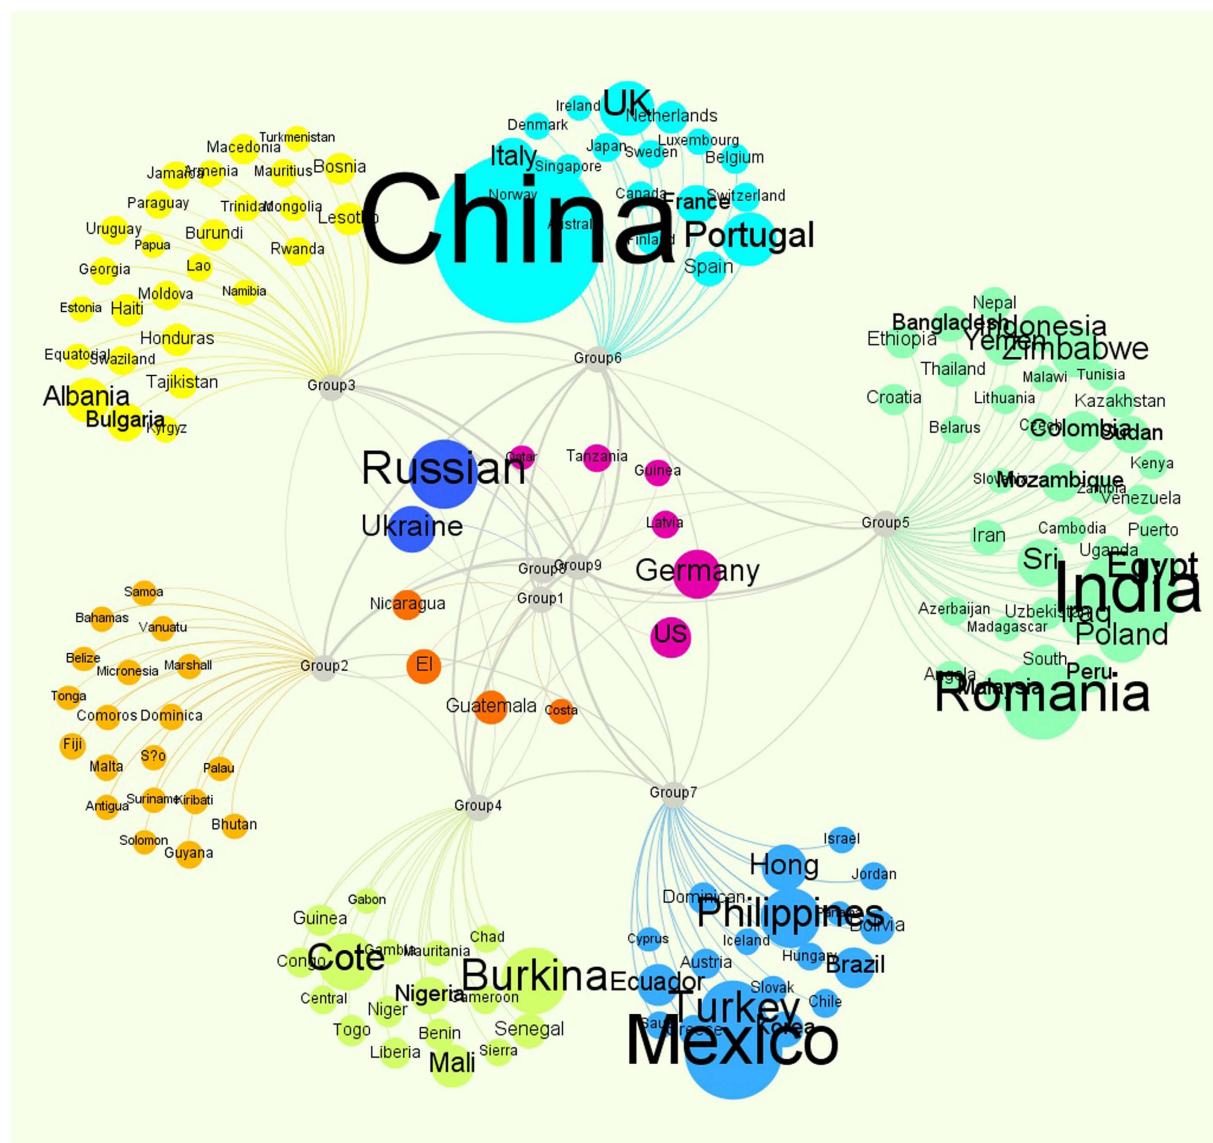 Turkmenistan
Macedonia
Jamaica
Armenia
Mauritius
Bosnia
Paraguay
Trinidad
Mongolia
Lesotho
Uruguay
Papua
Burundi
Rwanda
Georgia
Lao
Moldova
Namibia
Estonia
Haiti
Honduras
Equatorial
Swaziland
Tajikistan
Albania
Bulgaria
Kyrgyz
Group3
Ireland
UK
Netherlands
Denmark
Italy
Japan
Sweden
Luxembourg
Belgium
Singapore
Norway
China
Canada
France
Switzerland
Austral
Finland
Portugal
Spain
Group6
Nepal
Bangladesh
Indonesia
Ethiopia
Yemen
Zimbabwe
Thailand
Malawi
Tunisia
Croatia
Lithuania
Kazakhstan
Belarus
Czech
Colombia
Sudan
Kenya
Slovenia
Mozambique
Zambia
Venezuela
Group5
Iran
Cambodia
Puerto
Uganda
Sri
Egypt
India
Azerbaijan
Uzbekistan
Iraq
Madagascar
Poland
South
Angola
Malaysia
Peru
Romania
Russian
Ukraine
Qatar
Tanzania
Guinea
Latvia
Germany
US
Group8
Group9
Group1
Nicaragua
El
Guatemala
Costa
Samoa
Bahamas
Vanuatu
Belize
Micronesia
Marshall
Group2
Tonga
Comoros
Dominica
Fiji
Malta
S?o
Palau
Antigua
Suriname
Kiribati
Solomon
Bhutan
Guyana
Group4
Gabon
Guinea
Chad
Congo
Cote
Gambia
Mauritania
Burkina
Central
Niger
Nigeria
Cameroon
Togo
Benin
Senegal
Liberia
Mali
Sierra
Group7
Israel
Hong
Jordan
Dominican
Philippines
Panama
Bolivia
Cyprus
Iceland
Hungary
Austria
Brazil
Ecuador
Slovak
Turkey
Chile
Saudi
Greece
Korea
Mexico